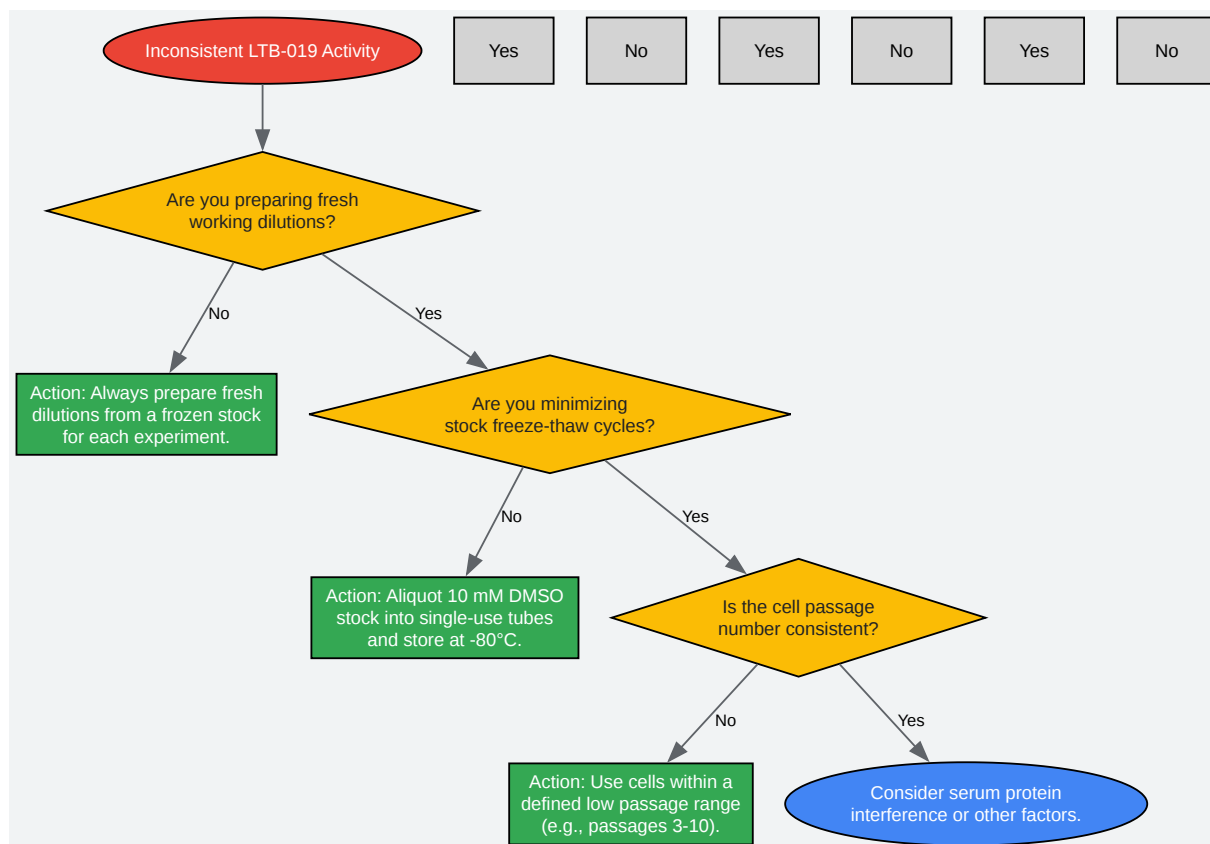 Inconsistent LTB-019 Activity
Yes
No
Yes
No
Yes
No
Are you preparing fresh
working dilutions?
No
Yes
Action: Always prepare fresh
dilutions from a frozen stock
for each experiment.
Are you minimizing
stock freeze-thaw cycles?
No
Yes
Action: Aliquot 10 mM DMSO
stock into single-use tubes
and store at -80°C.
Is the cell passage
number consistent?
No
Yes
Action: Use cells within a
defined low passage range
(e.g., passages 3-10).
Consider serum protein
interference or other factors.